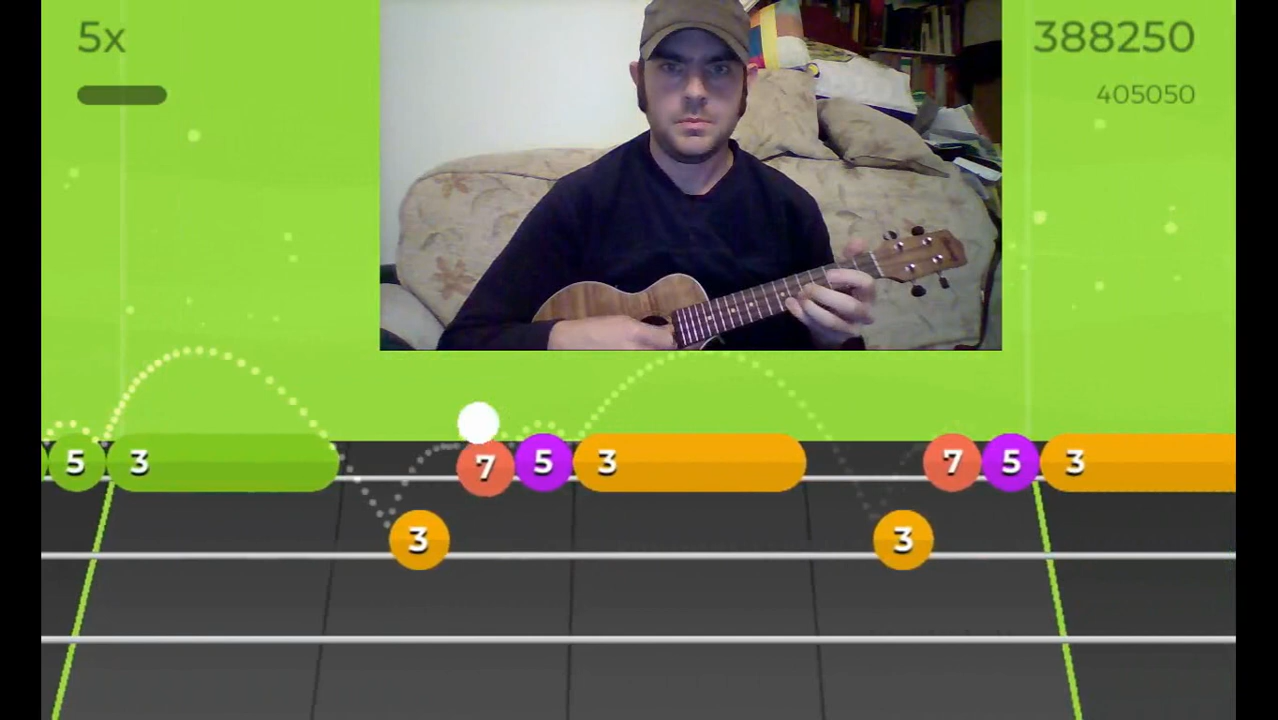 5x
388250
405050
5 3 7 5 3 7 5 3
3 3